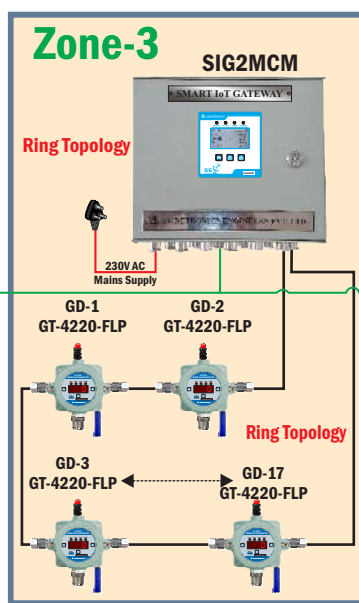 Zone-3
SIG2MCM
SMART IoT GATEWAY
Ring Topology
SIG
230V AC
Mains Supply
GD-1
GT-4220-FLP
GD-2
GT-4220-FLP
Ring Topology
GD-3
GT-4220-FLP
GD-17
GT-4220-FLP